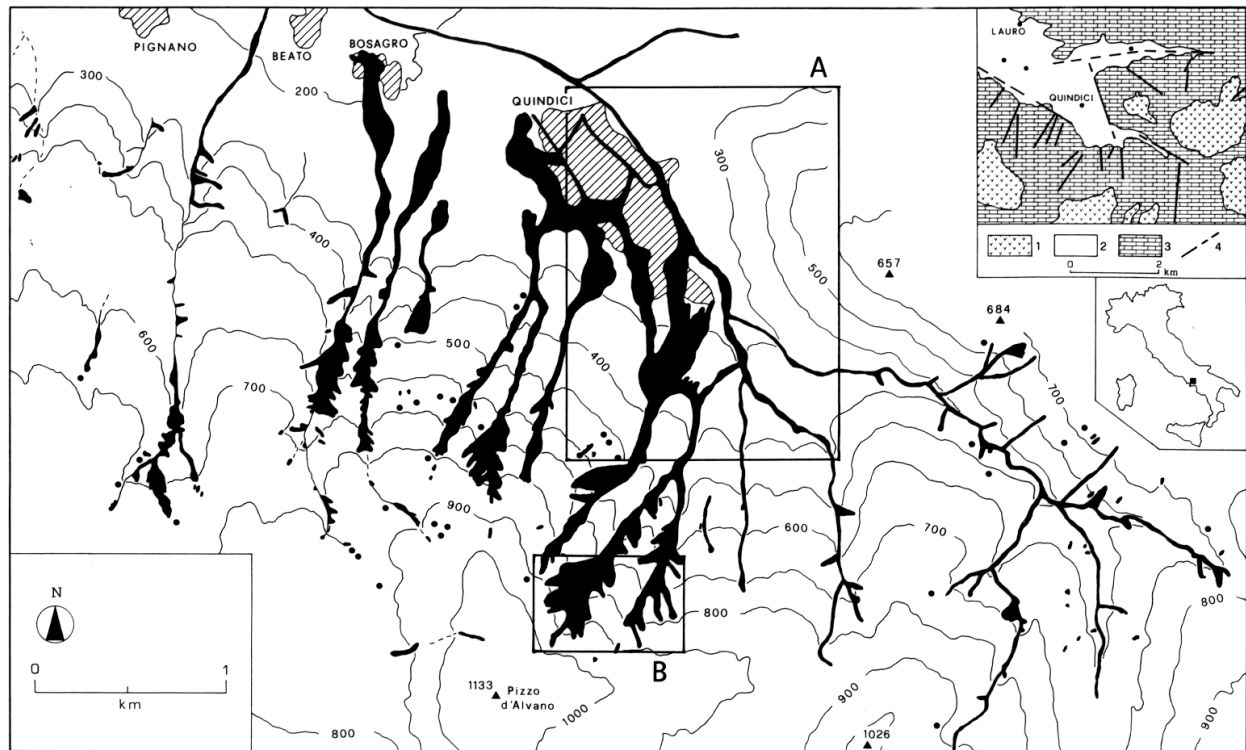 PIGNANO
BEATO
BOSAGRO
QUINDICI
A
300
200
300
400
500
657
684
600
700
500
400
700
900
600
700
800
800
B
N
0
1
km
1133
Pizzo
d'Alvano
1000
800
900
1026
900
LAURO
QUINDICI
1
2
3
4
0
2
km